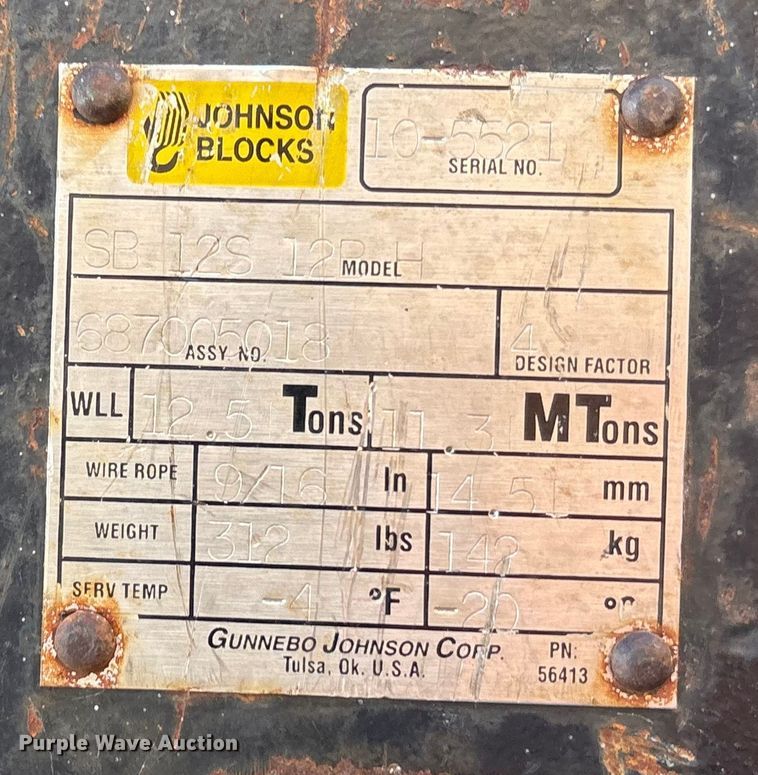 JOHNSON
BLOCKS
10-5521
SERIAL NO.
SB 12S 12B H
MODEL
687005018
ASSY NO.
4
DESIGN FACTOR
WLL 12.5 Tons 11.3 MTons
WIRE ROPE 9/16 In 14.5 mm
WEIGHT 312 lbs 142 kg
SERV TEMP -4 °F -20
GUNNEBO JOHNSON CORP.
Tulsa, Ok. U.S.A.
PN:
56413
Purple Wave Auction